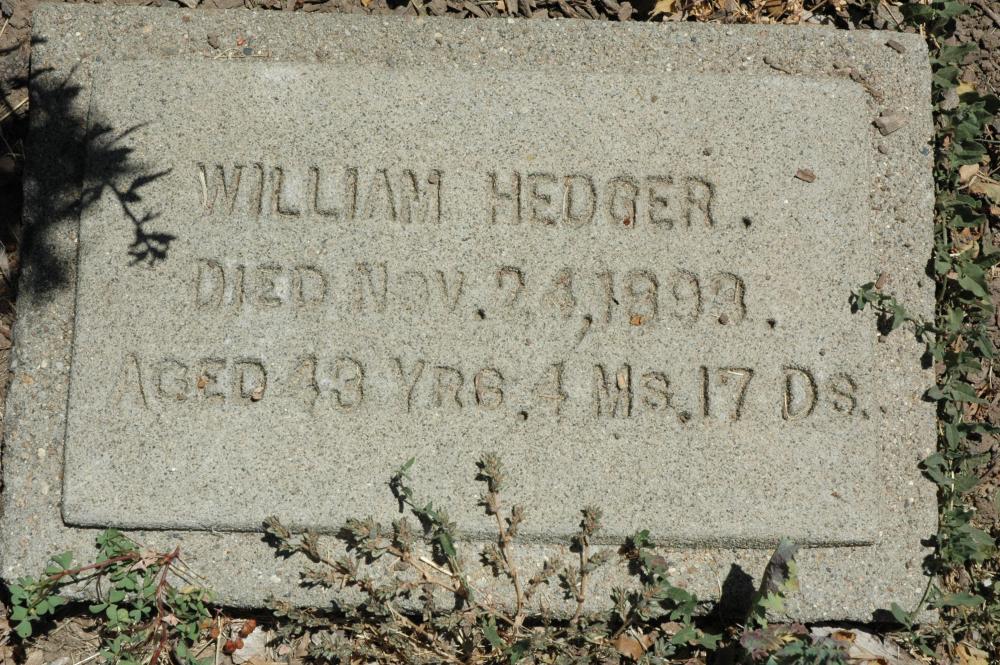 WILLIAM HEDGER.
DIED NOV. 24, 1893.
AGED 43 YRS. 4 MS. 17 DS.